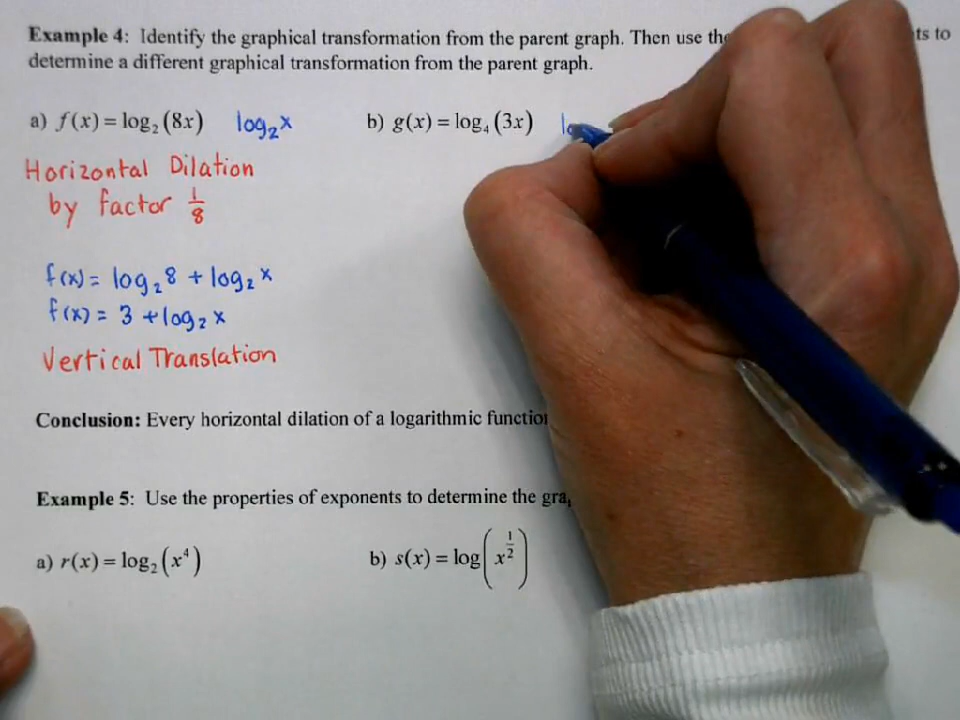 Example 4: Identify the graphical transformation from the parent graph. Then use the ts to
determine a different graphical transformation from the parent graph.
a) f(x) = log₂(8x) log₂x b) g(x) = log₄(3x)
Horizontal Dilation
by factor 1/8
f(x) = log₂8 + log₂x
f(x) = 3 + log₂x
Vertical Translation
Conclusion: Every horizontal dilation of a logarithmic function
Example 5: Use the properties of exponents to determine the gra
a) r(x) = log₂(x⁴) b) s(x) = log(x^{1/2})